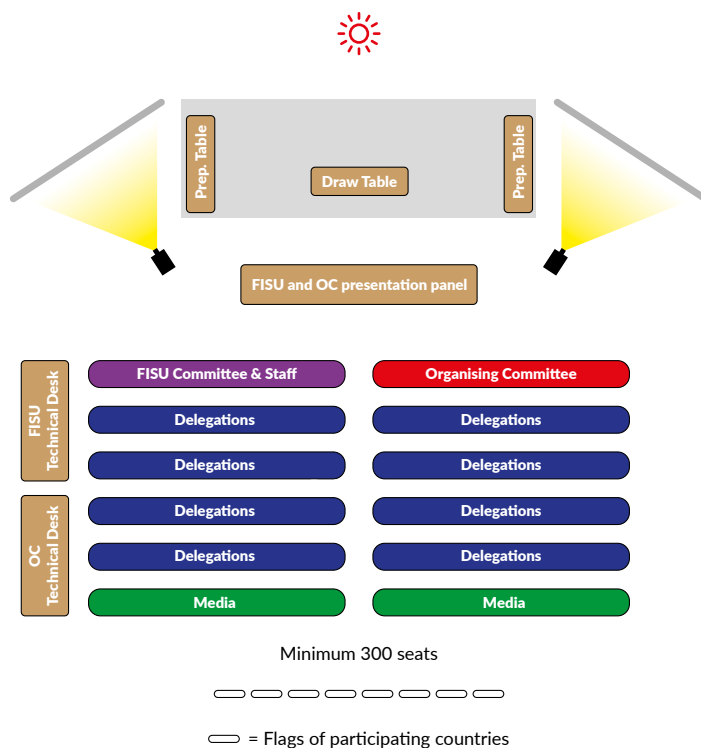 Prep. Table
Draw Table
Prep. Table
FISU and OC presentation panel
FISU
Technical Desk
FISU Committee & Staff
Organising Committee
Delegations
Delegations
Delegations
Delegations
OC
Technical Desk
Delegations
Delegations
Delegations
Delegations
Media
Media
Minimum 300 seats
= Flags of participating countries